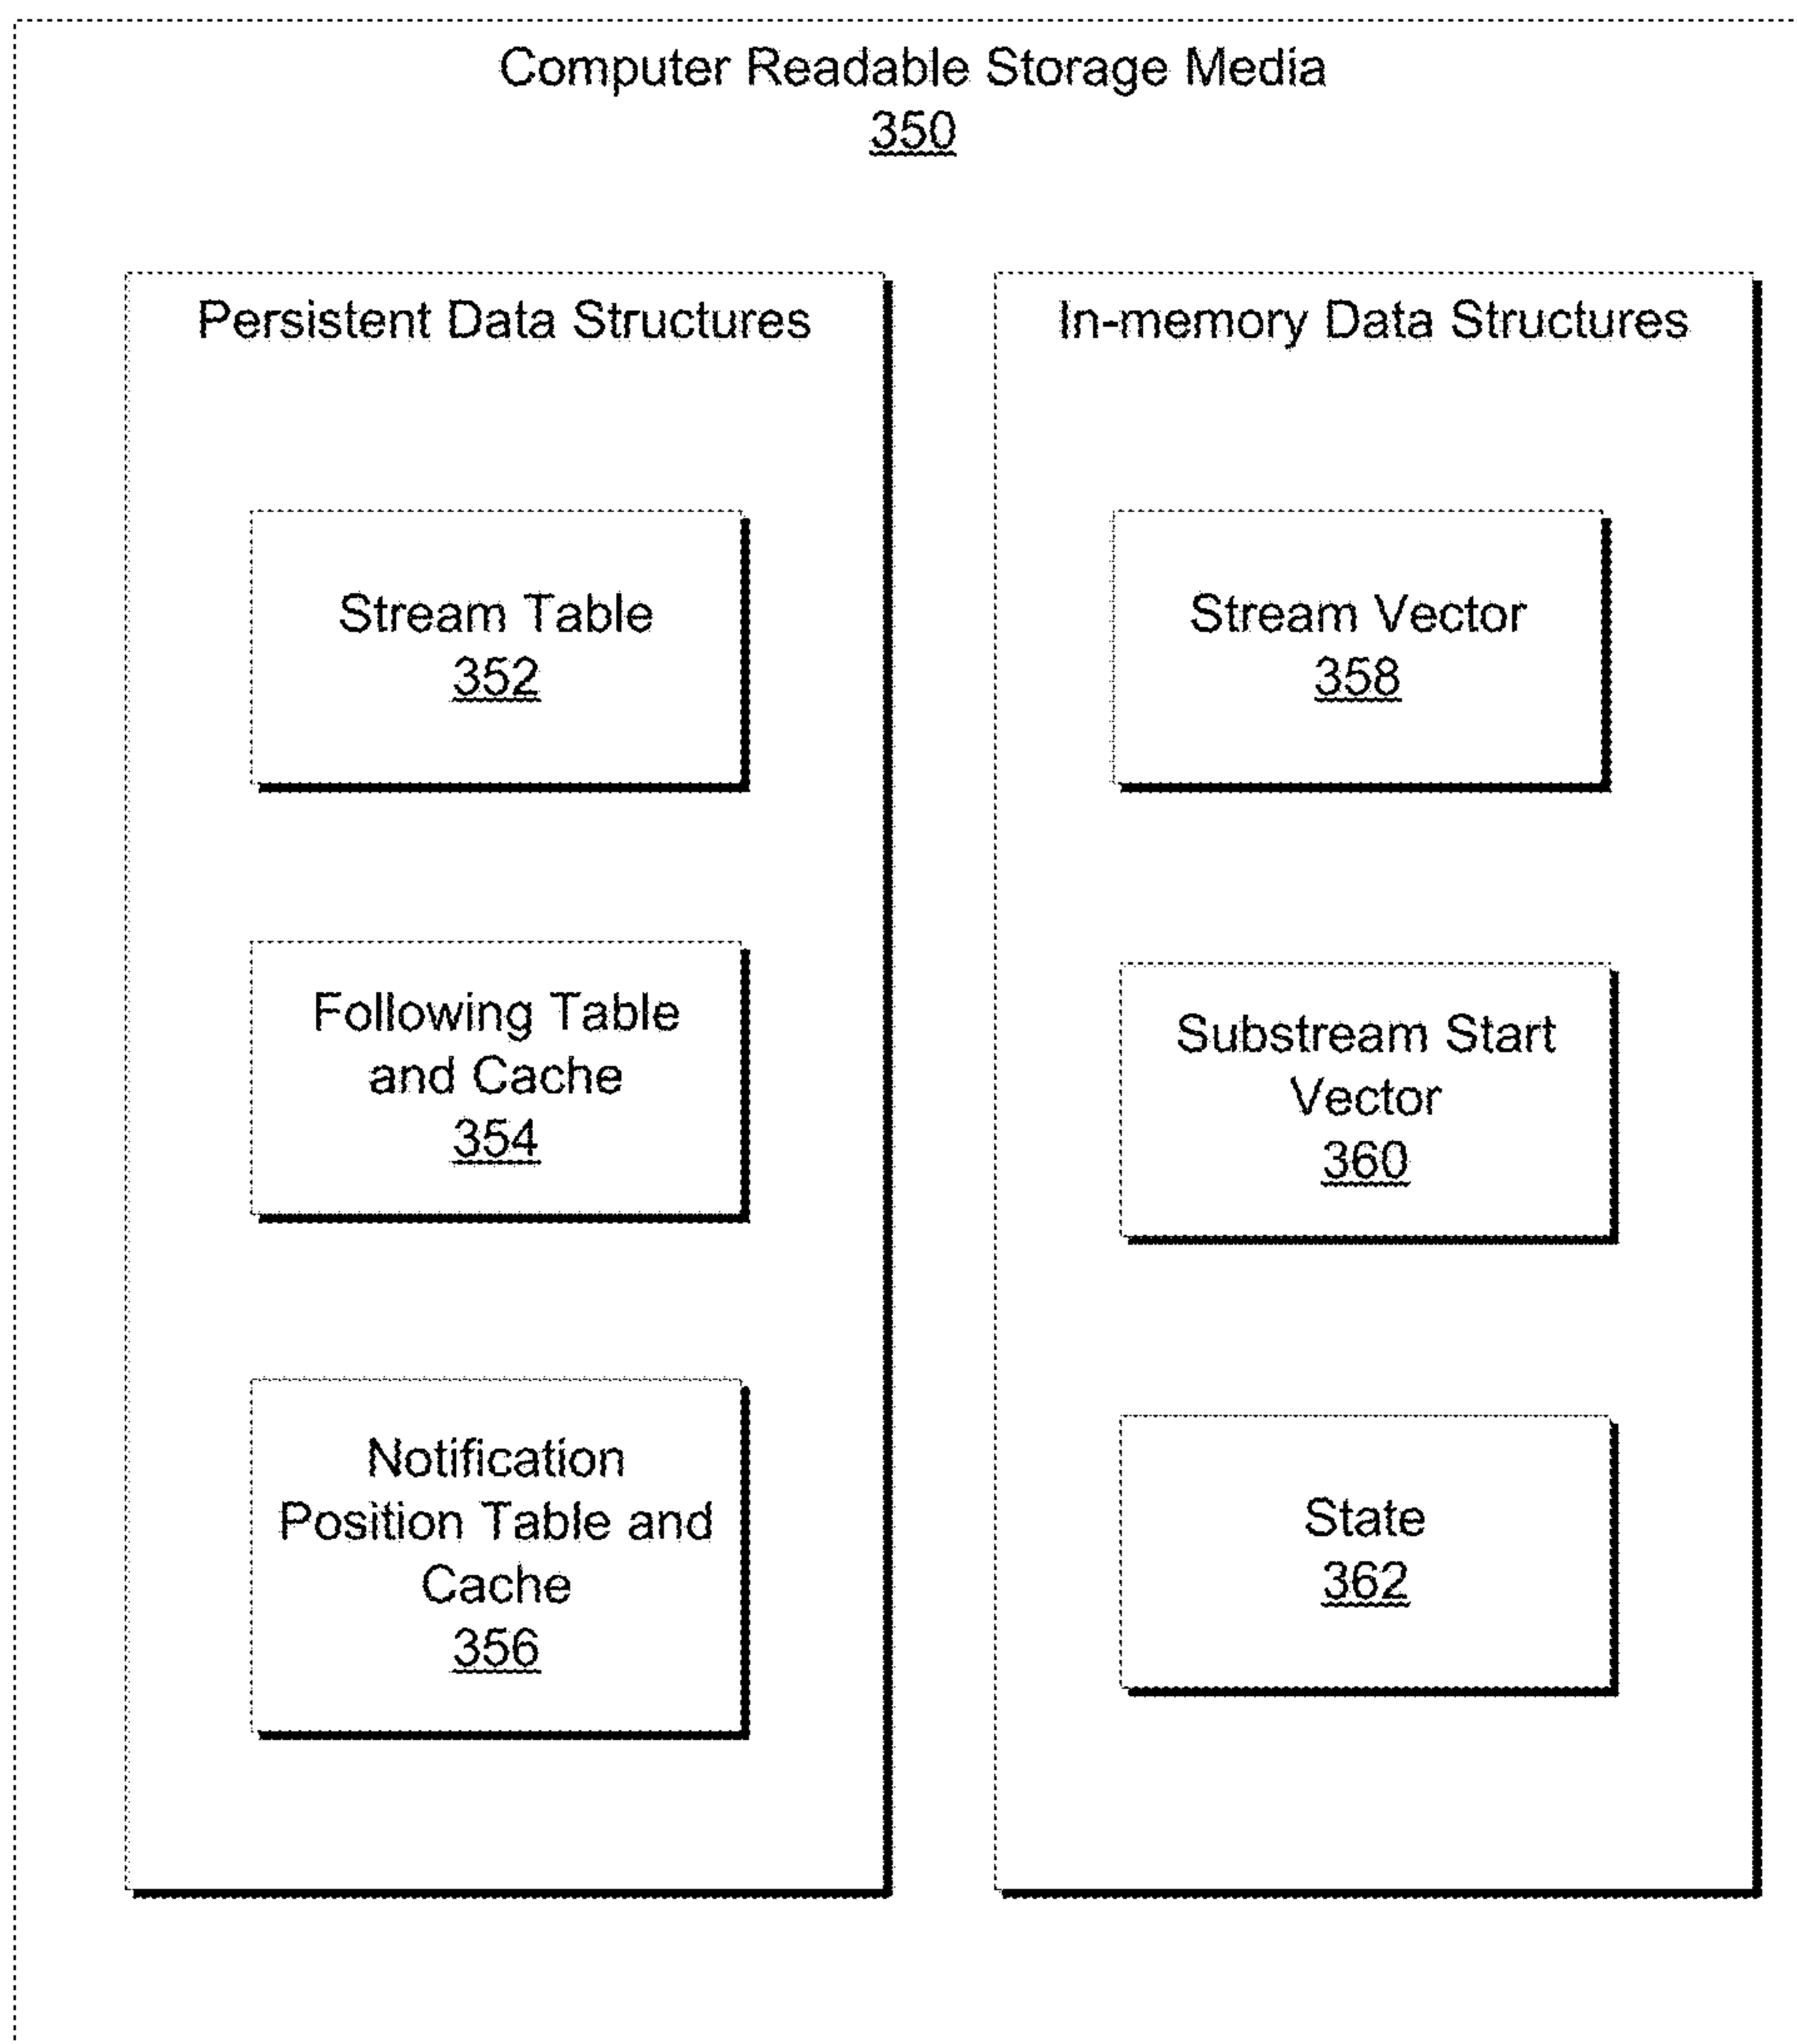 Computer Readable Storage Media
350
Persistent Data Structures
Stream Table
352
Following Table
and Cache
354
Notification
Position Table and
Cache
356
In-memory Data Structures
Stream Vector
358
Substream Start
Vector
360
State
362